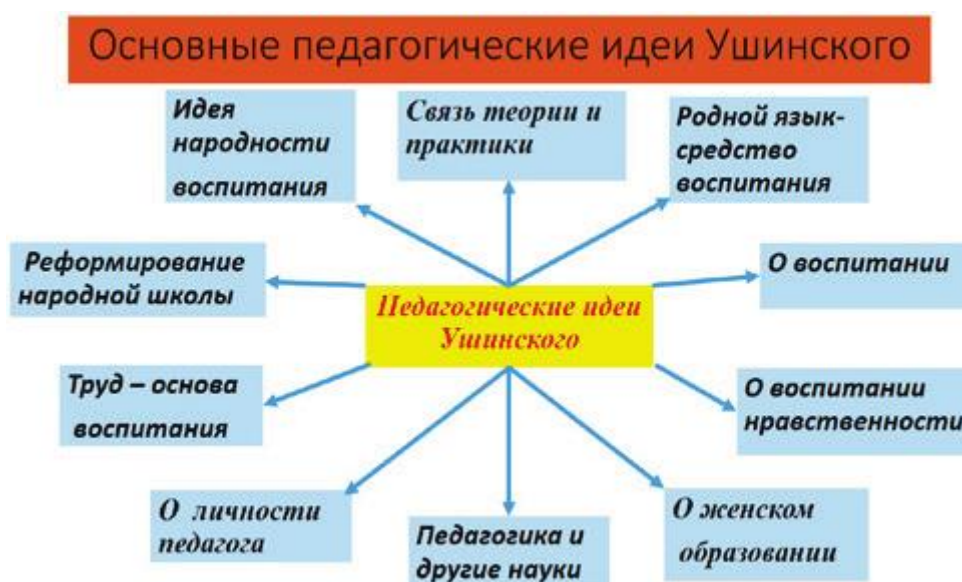 Основные педагогические идеи Ушинского
Идея
народности
воспитания
Связь теории и
практики
Родной язык-
средство
воспитания
Реформирование
народной школы
Педагогические идеи
Ушинского
О воспитании
Труд – основа
воспитания
О воспитании
нравственности
О личности
педагога
Педагогика и
другие науки
О женском
образовании